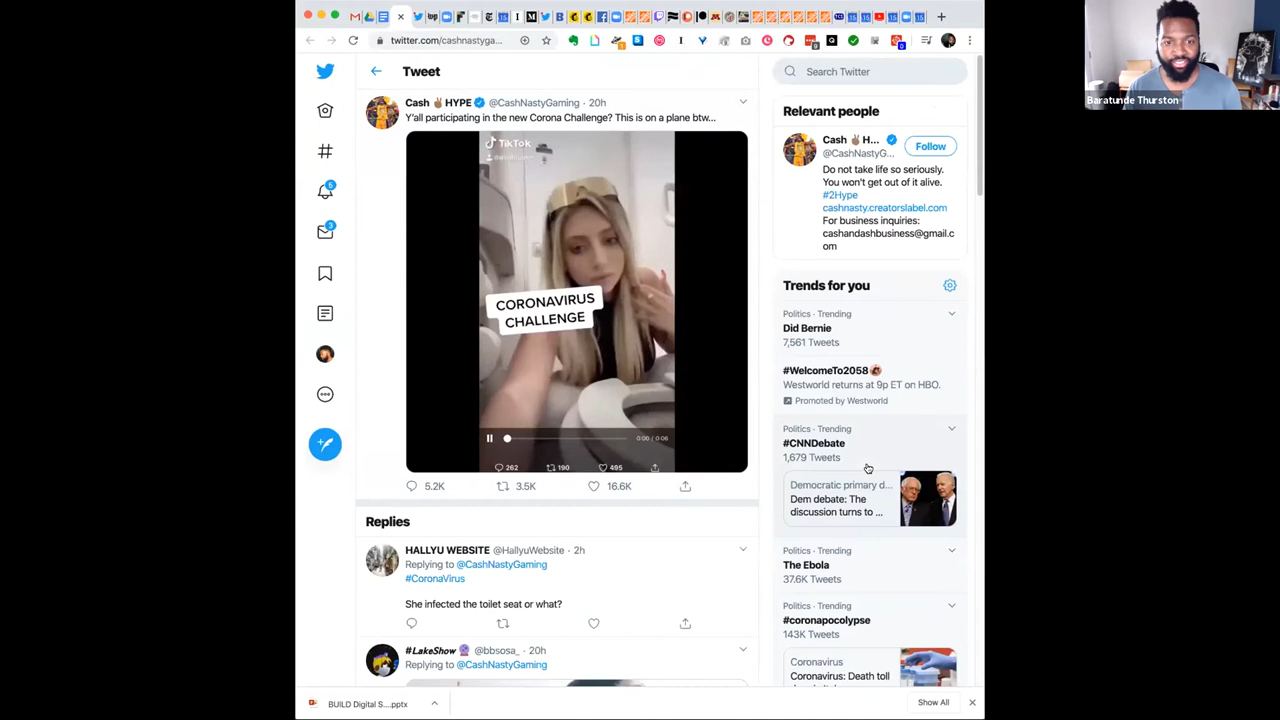 twitter.com/cashnastyga...
Baratunde Thurston
Tweet
Search Twitter
Cash HYPE @CashNastyGaming · 20h
Y'all participating in the new Corona Challenge? This is on a plane btw...
TikTok
CORONAVIRUS
CHALLENGE
0:00 / 0:06
262 190 495
5.2K 3.5K 16.6K
Replies
HALLYU WEBSITE @HallyuWebsite · 2h
Replying to @CashNastyGaming
#CoronaVirus
She infected the toilet seat or what?
#LakeShow @bbsosa_ · 20h
Replying to @CashNastyGaming
Relevant people
Cash H...
@CashNastyG...
Follow
Do not take life so seriously.
You won't get out of it alive.
#2Hype
cashnasty.creatorslabel.com
For business inquiries:
cashandashbusiness@gmail.c
om
Trends for you
Politics · Trending
Did Bernie
7,561 Tweets
#WelcomeTo2058
Westworld returns at 9p ET on HBO.
Promoted by Westworld
Politics · Trending
#CNNDebate
1,679 Tweets
Democratic primary d...
Dem debate: The
discussion turns to ...
Politics · Trending
The Ebola
37.6K Tweets
Politics · Trending
#coronapocolypse
143K Tweets
Coronavirus
Coronavirus: Death toll
BUILD Digital S....pptx
Show All